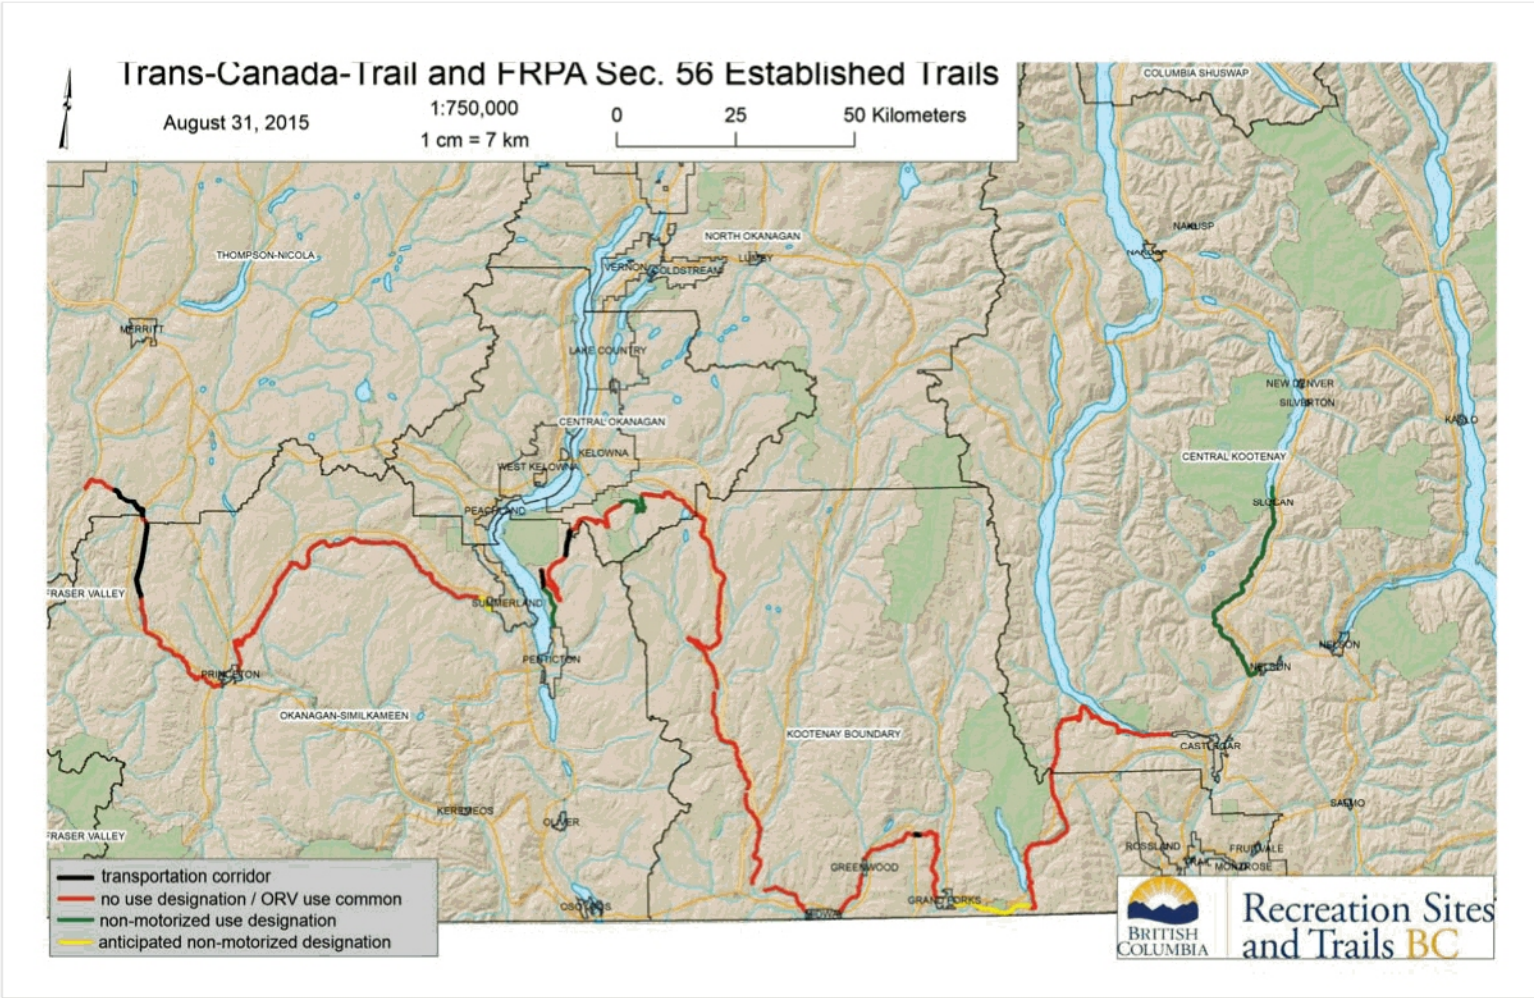 Trans-Canada-Trail and FRPA Sec. 56 Established Trails
August 31, 2015
1:750,000
1 cm = 7 km
0 25 50 Kilometers
COLUMBIA SHUSWAP
NAKUSP
NAKUSP
NORTH OKANAGAN
THOMPSON-NICOLA
VERNON
COLDSTREAM
LUMBY
MERRITT
LAKE COUNTRY
NEW DENVER
SILVERTON
KASLO
CENTRAL OKANAGAN
KELOWNA
WEST KELOWNA
CENTRAL KOOTENAY
PEACHLAND
SLOCAN
FRASER VALLEY
SUMMERLAND
NELSON
PENTICTON
NELSON
PRINCETON
OKANAGAN-SIMILKAMEEN
KOOTENAY BOUNDARY
CASTLEGAR
KEREMEOS
OLIVER
SALMO
FRASER VALLEY
ROSSLAND
FRUITVALE
TRAIL
MONTROSE
GREENWOOD
GRAND FORKS
OSOYOOS
MIDWAY
transportation corridor
no use designation / ORV use common
non-motorized use designation
anticipated non-motorized designation
BRITISH
COLUMBIA
Recreation Sites
and Trails BC